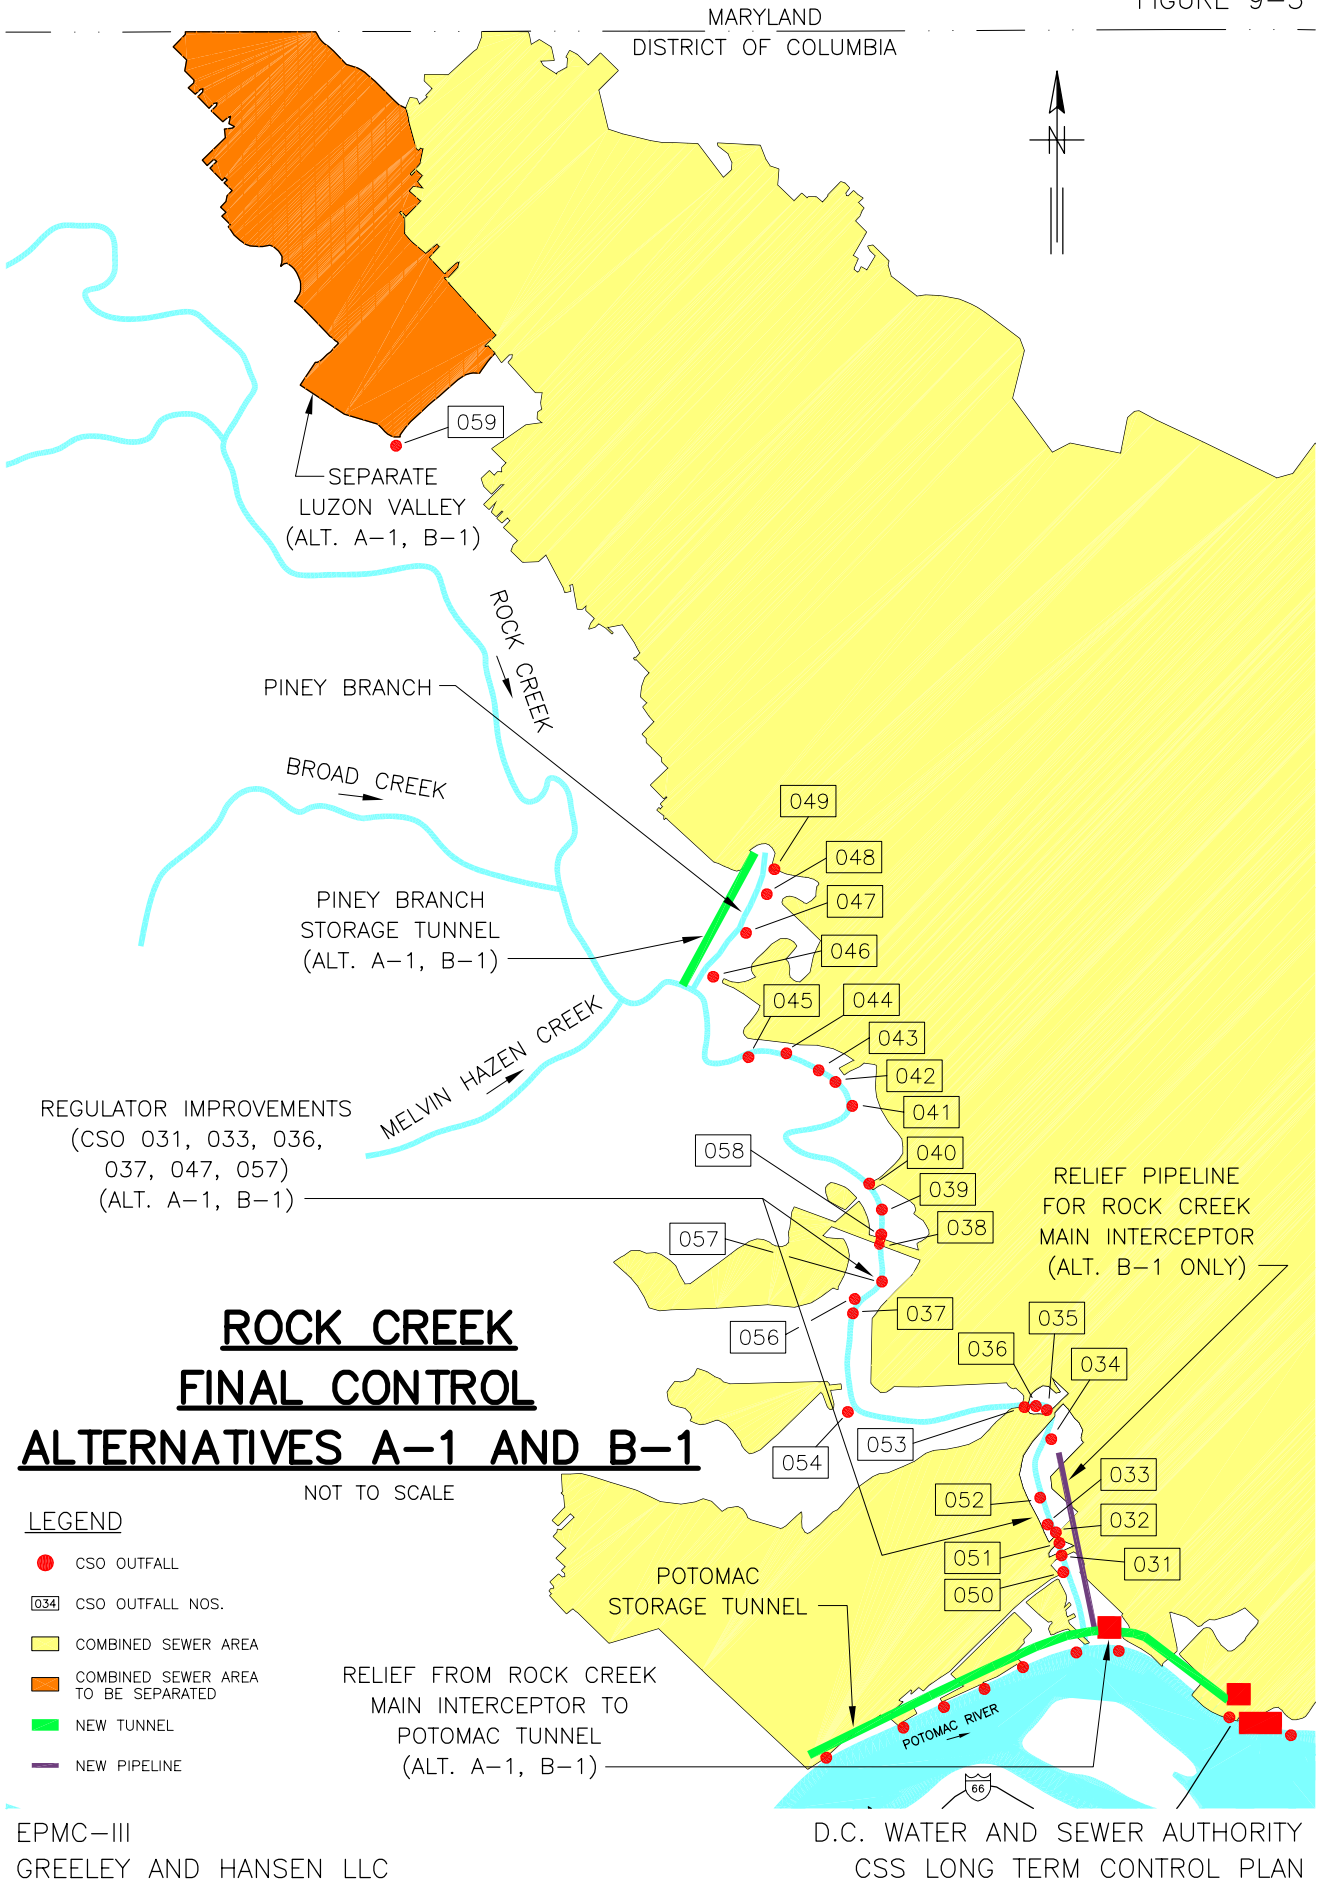 FIGURE 9-5
MARYLAND
DISTRICT OF COLUMBIA
N
059
SEPARATE
LUZON VALLEY
(ALT. A-1, B-1)
ROCK CREEK
PINEY BRANCH
BROAD CREEK
049
048
047
046
PINEY BRANCH
STORAGE TUNNEL
(ALT. A-1, B-1)
045
044
043
042
041
MELVIN HAZEN CREEK
REGULATOR IMPROVEMENTS
(CSO 031, 033, 036,
037, 047, 057)
(ALT. A-1, B-1)
058
040
039
038
057
RELIEF PIPELINE
FOR ROCK CREEK
MAIN INTERCEPTOR
(ALT. B-1 ONLY)
056
037
036
035
034
053
054
ROCK CREEK
FINAL CONTROL
ALTERNATIVES A-1 AND B-1
NOT TO SCALE
033
052
032
051
031
050
LEGEND
CSO OUTFALL
034 CSO OUTFALL NOS.
COMBINED SEWER AREA
COMBINED SEWER AREA
TO BE SEPARATED
NEW TUNNEL
NEW PIPELINE
POTOMAC
STORAGE TUNNEL
RELIEF FROM ROCK CREEK
MAIN INTERCEPTOR TO
POTOMAC TUNNEL
(ALT. A-1, B-1)
POTOMAC RIVER
66
EPMC-III
GREELEY AND HANSEN LLC
D.C. WATER AND SEWER AUTHORITY
CSS LONG TERM CONTROL PLAN